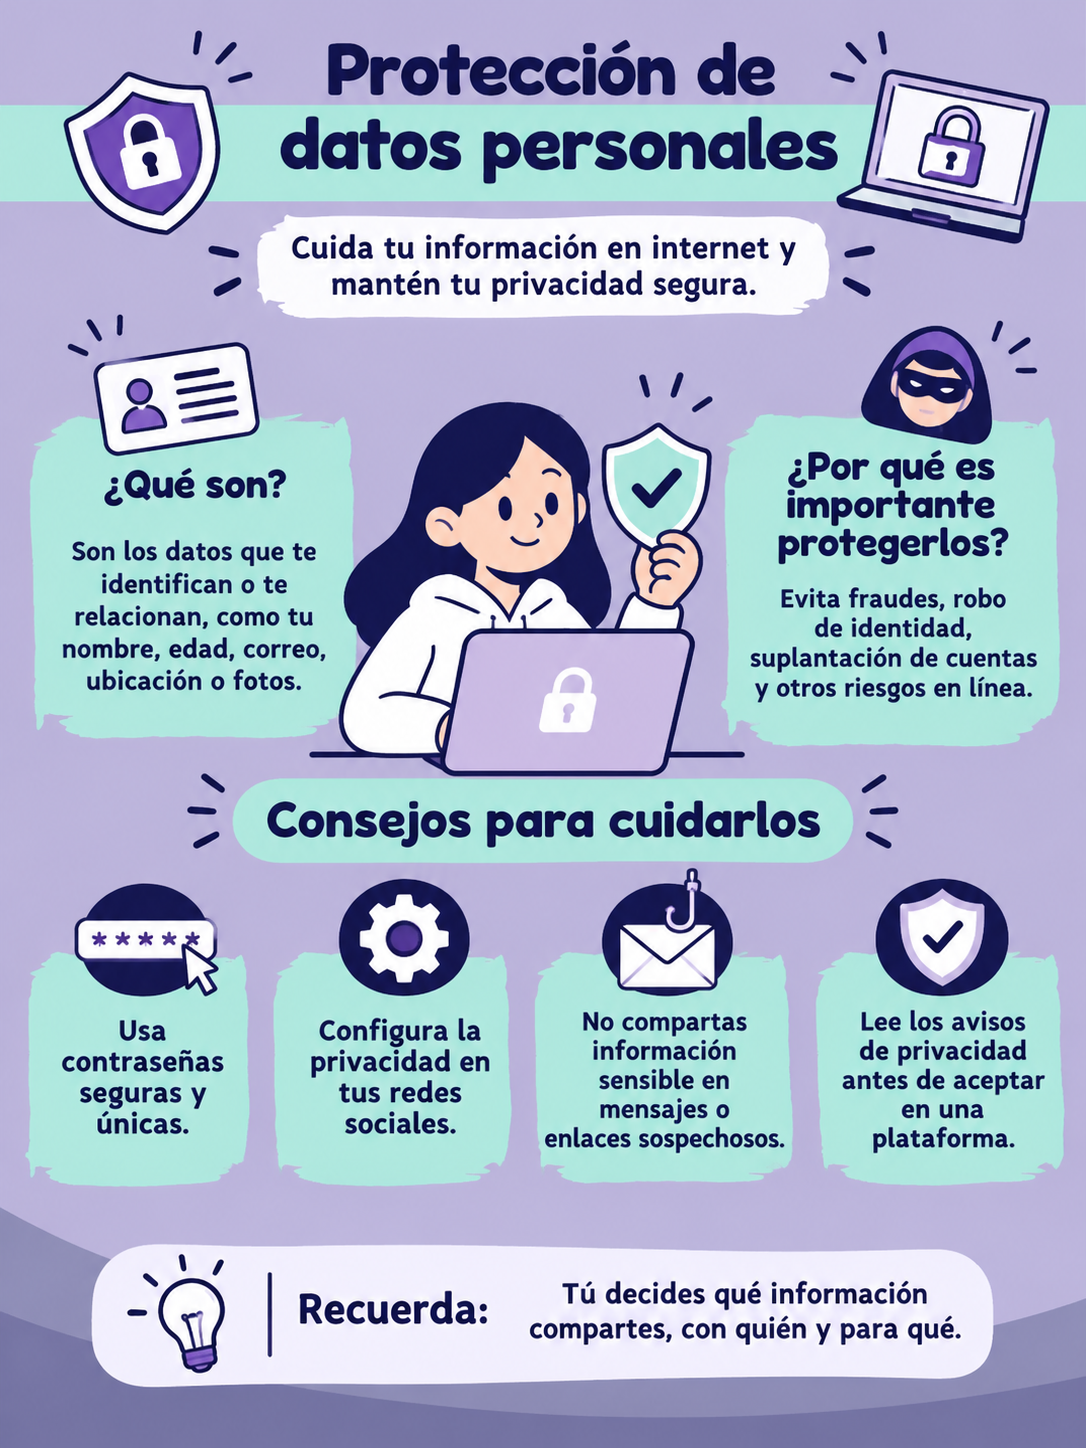 Protección de
datos personales
Cuida tu información en internet y
mantén tu privacidad segura.
¿Qué son?
Son los datos que te
identifican o te
relacionan, como tu
nombre, edad, correo,
ubicación o fotos.
¿Por qué es
importante
protegerlos?
Evita fraudes, robo
de identidad,
suplantación de cuentas
y otros riesgos en línea.
Consejos para cuidarlos
*****
Usa
contraseñas
seguras y
únicas.
Configura la
privacidad en
tus redes
sociales.
No compartas
información
sensible en
mensajes o
enlaces sospechosos.
Lee los avisos
de privacidad
antes de aceptar
en una
plataforma.
Recuerda:
Tú decides qué información
compartes, con quién y para qué.